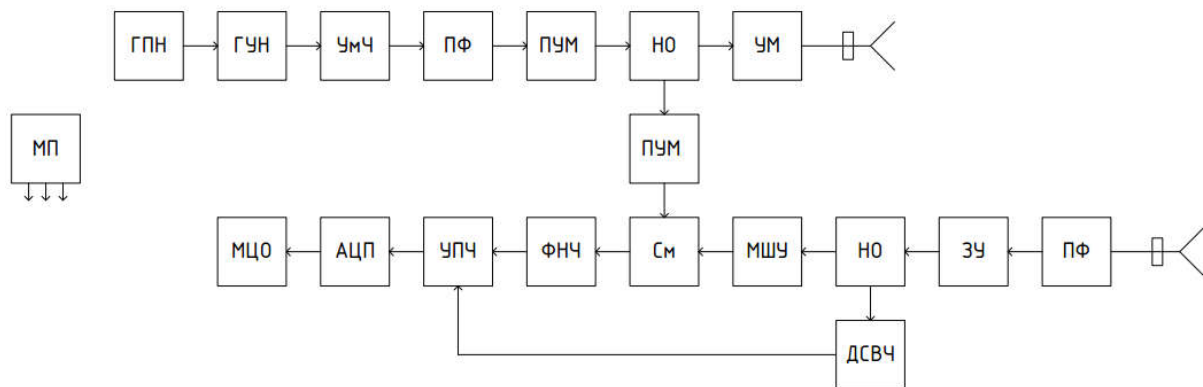 ГПН ГУН УмЧ ПФ ПУМ НО УМ
МП ПУМ
МЦО АЦП УПЧ ФНЧ См МШУ НО ЗУ ПФ
ДСВЧ